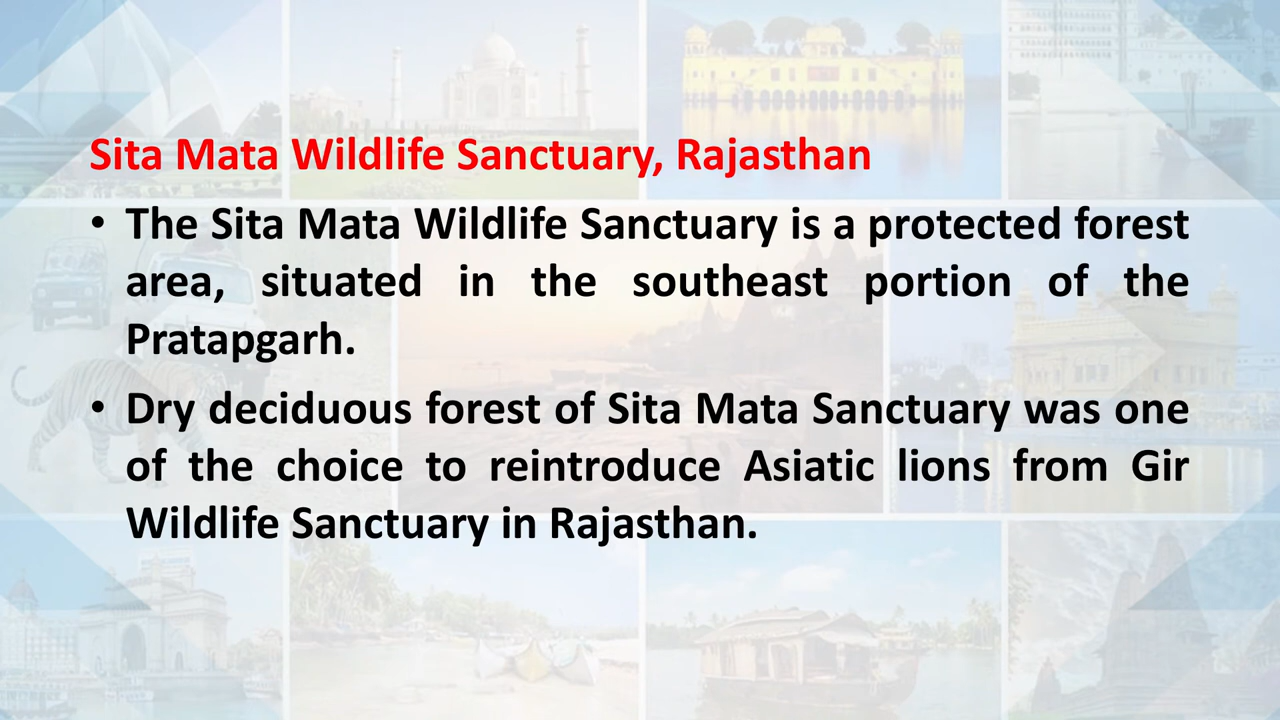 Sita Mata Wildlife Sanctuary, Rajasthan
• The Sita Mata Wildlife Sanctuary is a protected forest
area, situated in the southeast portion of the
Pratapgarh.
• Dry deciduous forest of Sita Mata Sanctuary was one
of the choice to reintroduce Asiatic lions from Gir
Wildlife Sanctuary in Rajasthan.